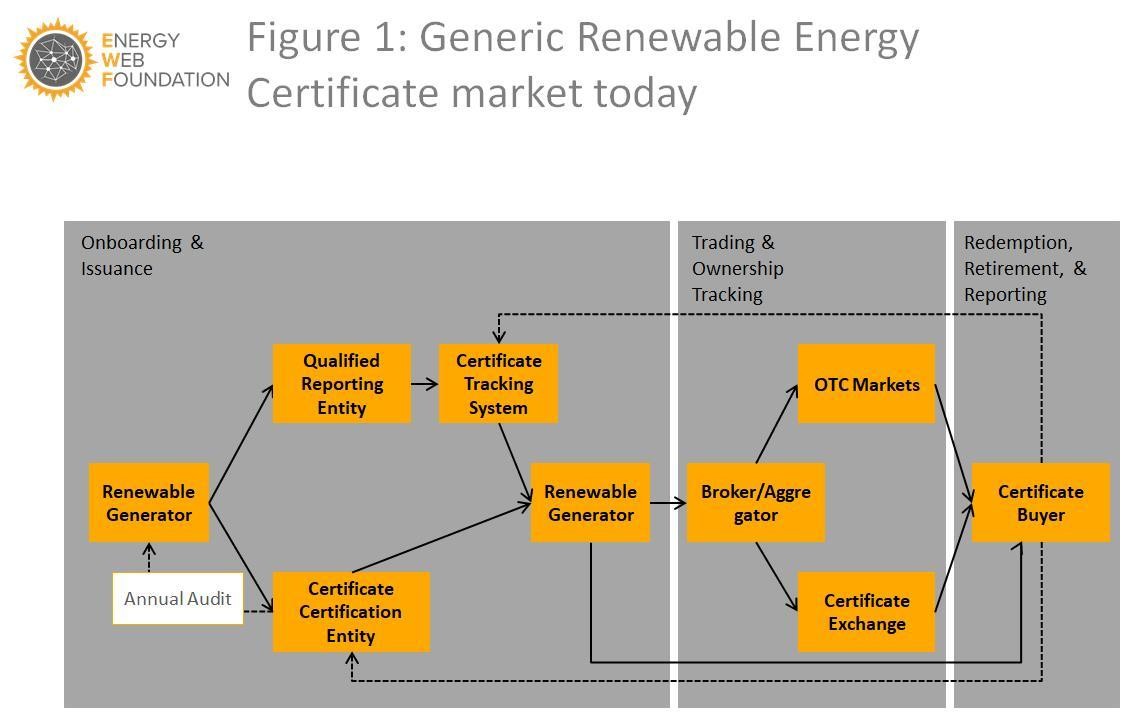 ENERGY
WEB
FOUNDATION
Figure 1: Generic Renewable Energy
Certificate market today
Onboarding &
Issuance
Trading &
Ownership
Tracking
Redemption,
Retirement, &
Reporting
Qualified
Reporting
Entity
Certificate
Tracking
System
OTC Markets
Renewable
Generator
Renewable
Generator
Broker/Aggre
gator
Certificate
Buyer
Annual Audit
Certificate
Certification
Entity
Certificate
Exchange